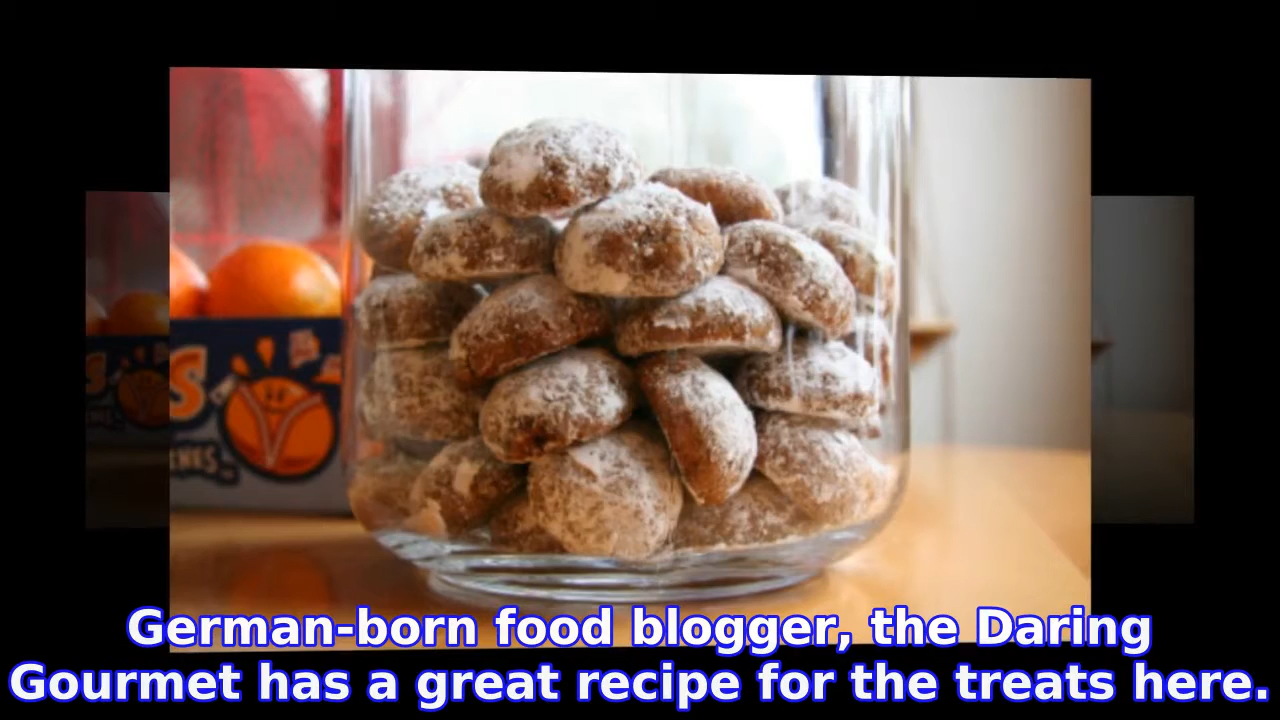 German-born food blogger, the Daring
Gourmet has a great recipe for the treats here.